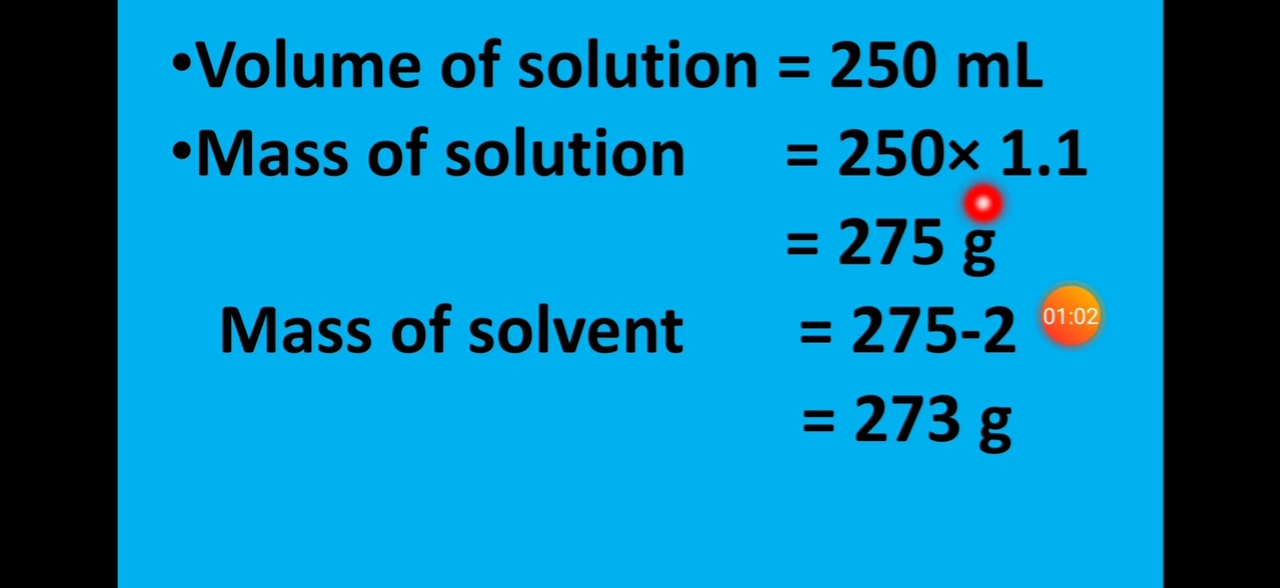 •Volume of solution = 250 mL
•Mass of solution = 250× 1.1
= 275 g
Mass of solvent = 275-2
01:02
= 273 g